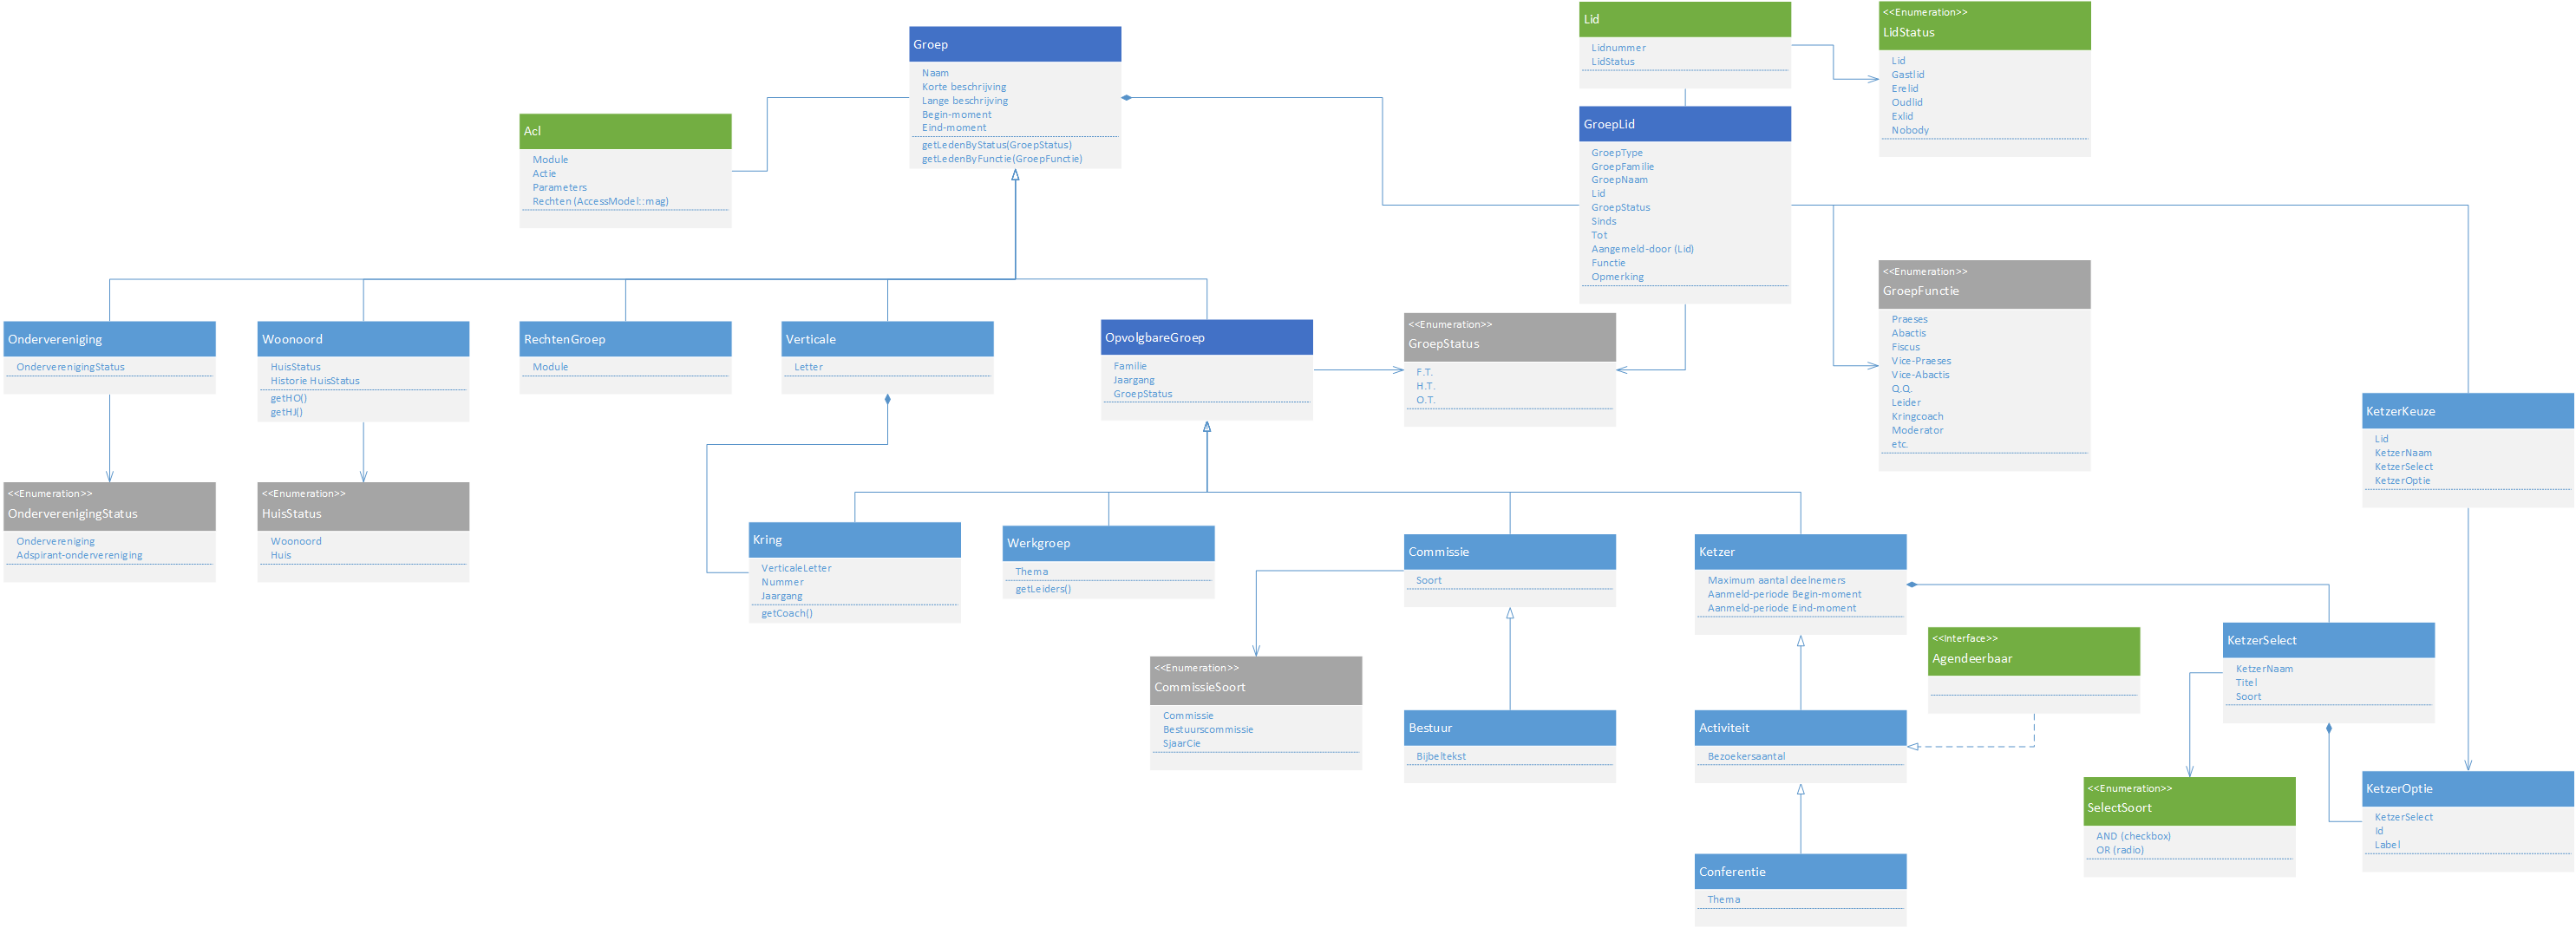 Groep
Naam
Korte beschrijving
Lange beschrijving
Begin-moment
Eind-moment
getLedenByStatus(GroepStatus)
getLedenByFunctie(GroepFunctie)
Lid
Lidnummer
LidStatus
<<Enumeration>>
LidStatus
Lid
Gastlid
Erelid
Oudlid
Exlid
Nobody
Acl
Module
Actie
Parameters
Rechten (AccessModel::mag)
GroepLid
GroepType
GroepFamilie
GroepNaam
Lid
GroepStatus
Sinds
Tot
Aangemeld-door (Lid)
Functie
Opmerking
<<Enumeration>>
GroepFunctie
Praeses
Abactis
Fiscus
Vice-Praeses
Vice-Abactis
Q.Q.
Leider
Kringcoach
Moderator
etc.
Ondervereniging
OnderverenigingStatus
Woonoord
HuisStatus
Historie HuisStatus
getHO()
getHJ()
RechtenGroep
Module
Verticale
Letter
OpvolgbareGroep
Familie
Jaargang
GroepStatus
<<Enumeration>>
GroepStatus
F.T.
H.T.
O.T.
KetzerKeuze
Lid
KetzerNaam
KetzerSelect
KetzerOptie
<<Enumeration>>
OnderverenigingStatus
Ondervereniging
Adspirant-ondervereniging
<<Enumeration>>
HuisStatus
Woonoord
Huis
Kring
VerticaleLetter
Nummer
Jaargang
getCoach()
Werkgroep
Thema
getLeiders()
Commissie
Soort
Ketzer
Maximum aantal deelnemers
Aanmeld-periode Begin-moment
Aanmeld-periode Eind-moment
<<Interface>>
Agendeerbaar
KetzerSelect
KetzerNaam
Titel
Soort
<<Enumeration>>
CommissieSoort
Commissie
Bestuurscommissie
SjaarCie
Bestuur
Bijbeltekst
Activiteit
Bezoekersaantal
<<Enumeration>>
SelectSoort
AND (checkbox)
OR (radio)
KetzerOptie
KetzerSelect
Id
Label
Conferentie
Thema